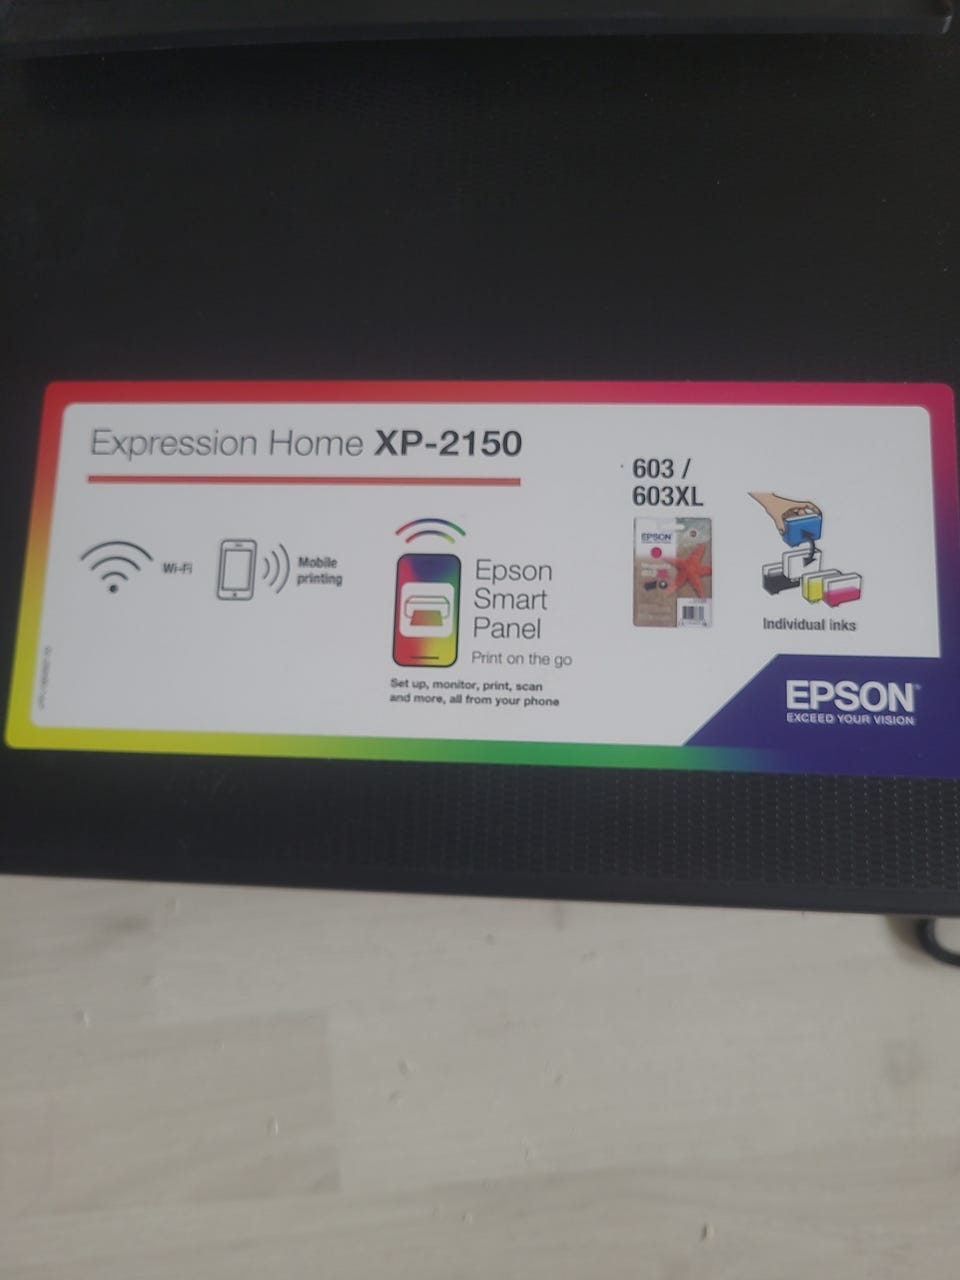 Expression Home XP-2150
Wi-Fi
Mobile
printing
Epson
Smart
Panel
Print on the go
Set up, monitor, print, scan
and more, all from your phone
603 /
603XL
EPSON
Individual inks
EPSON
EXCEED YOUR VISION